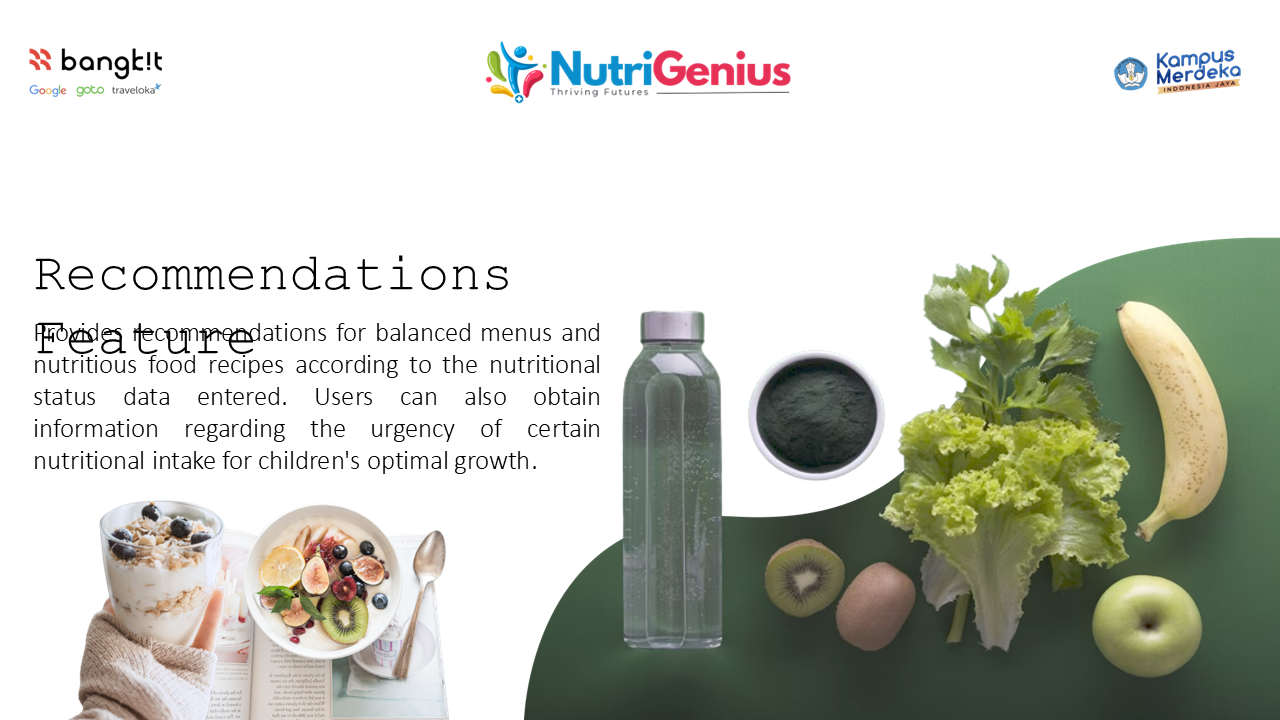 bangk!t
Google goto traveloka
NutriGenius
Thriving Futures
Kampus
Merdeka
INDONESIA JAYA
Recommendations
Feature
Provides recommendations for balanced menus and
nutritious food recipes according to the nutritional
status data entered. Users can also obtain
information regarding the urgency of certain
nutritional intake for children's optimal growth.